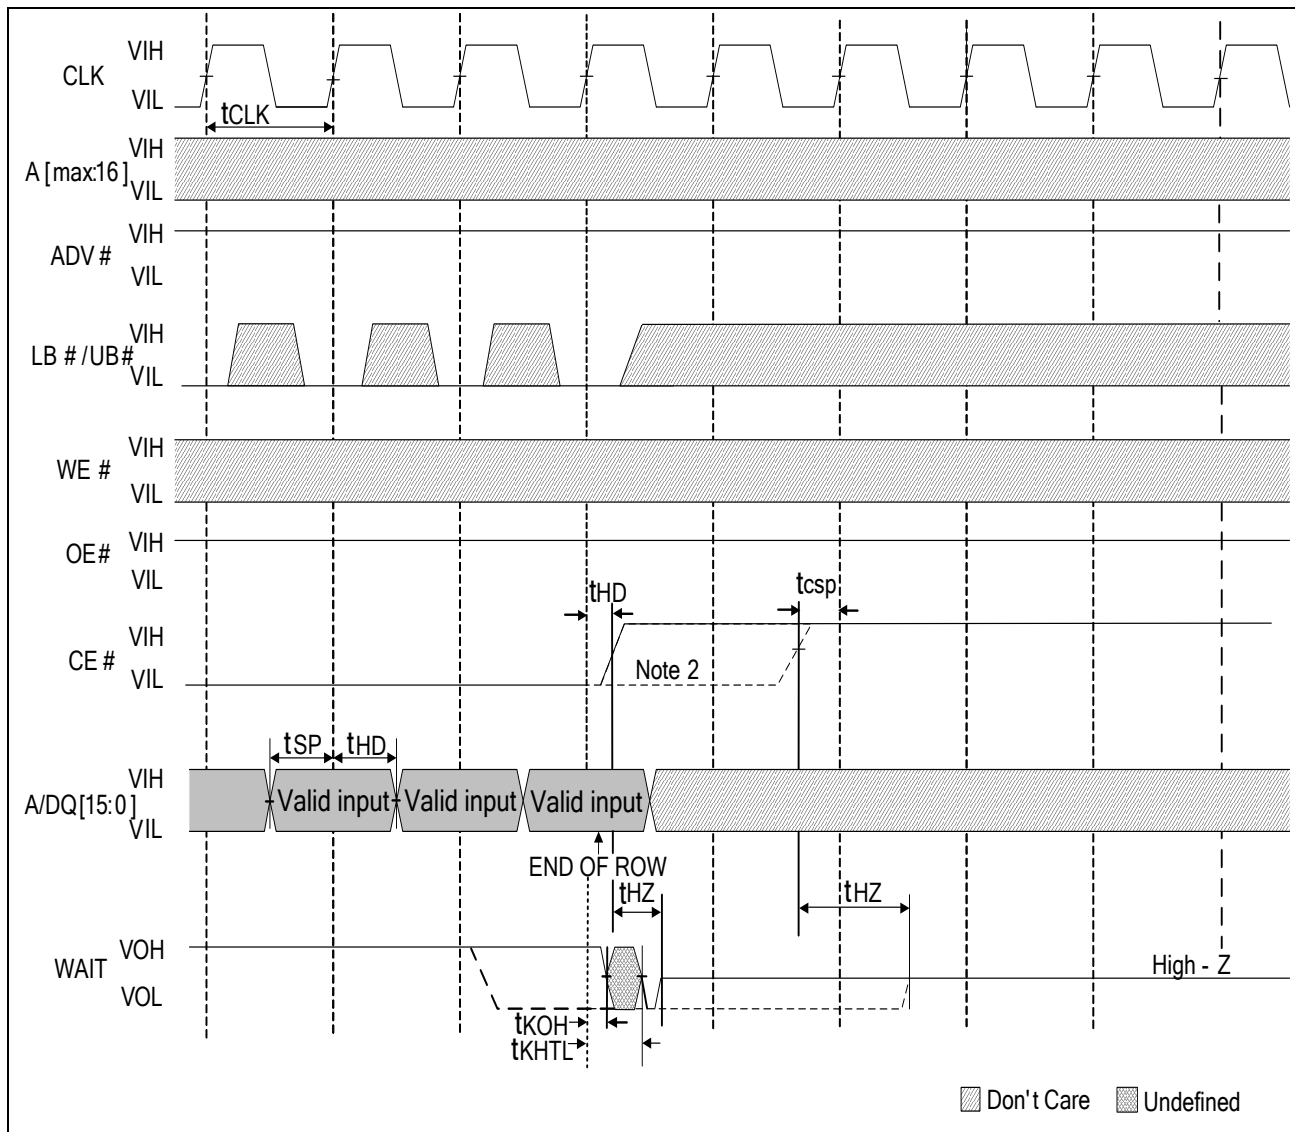 VIH
CLK
VIL
tCLK
VIH
A [max:16]
VIL
VIH
ADV #
VIL
VIH
LB # /UB#
VIL
VIH
WE #
VIL
VIH
OE#
VIL
tHD
tcsp
VIH
CE #
VIL
Note 2
tSP
tHD
VIH
A/DQ[15:0]
VIL
Valid input
Valid input
Valid input
END OF ROW
tHZ
tHZ
VOH
WAIT
VOL
High - Z
tKOH
tKHTL
Don't Care
Undefined